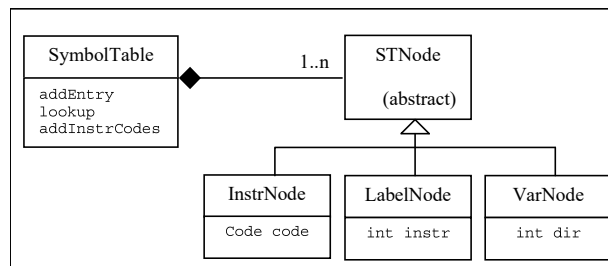 SymbolTable
addEntry
lookup
addInstrCodes
1..n
STNode
(abstract)
InstrNode
Code code
LabelNode
int instr
VarNode
int dir